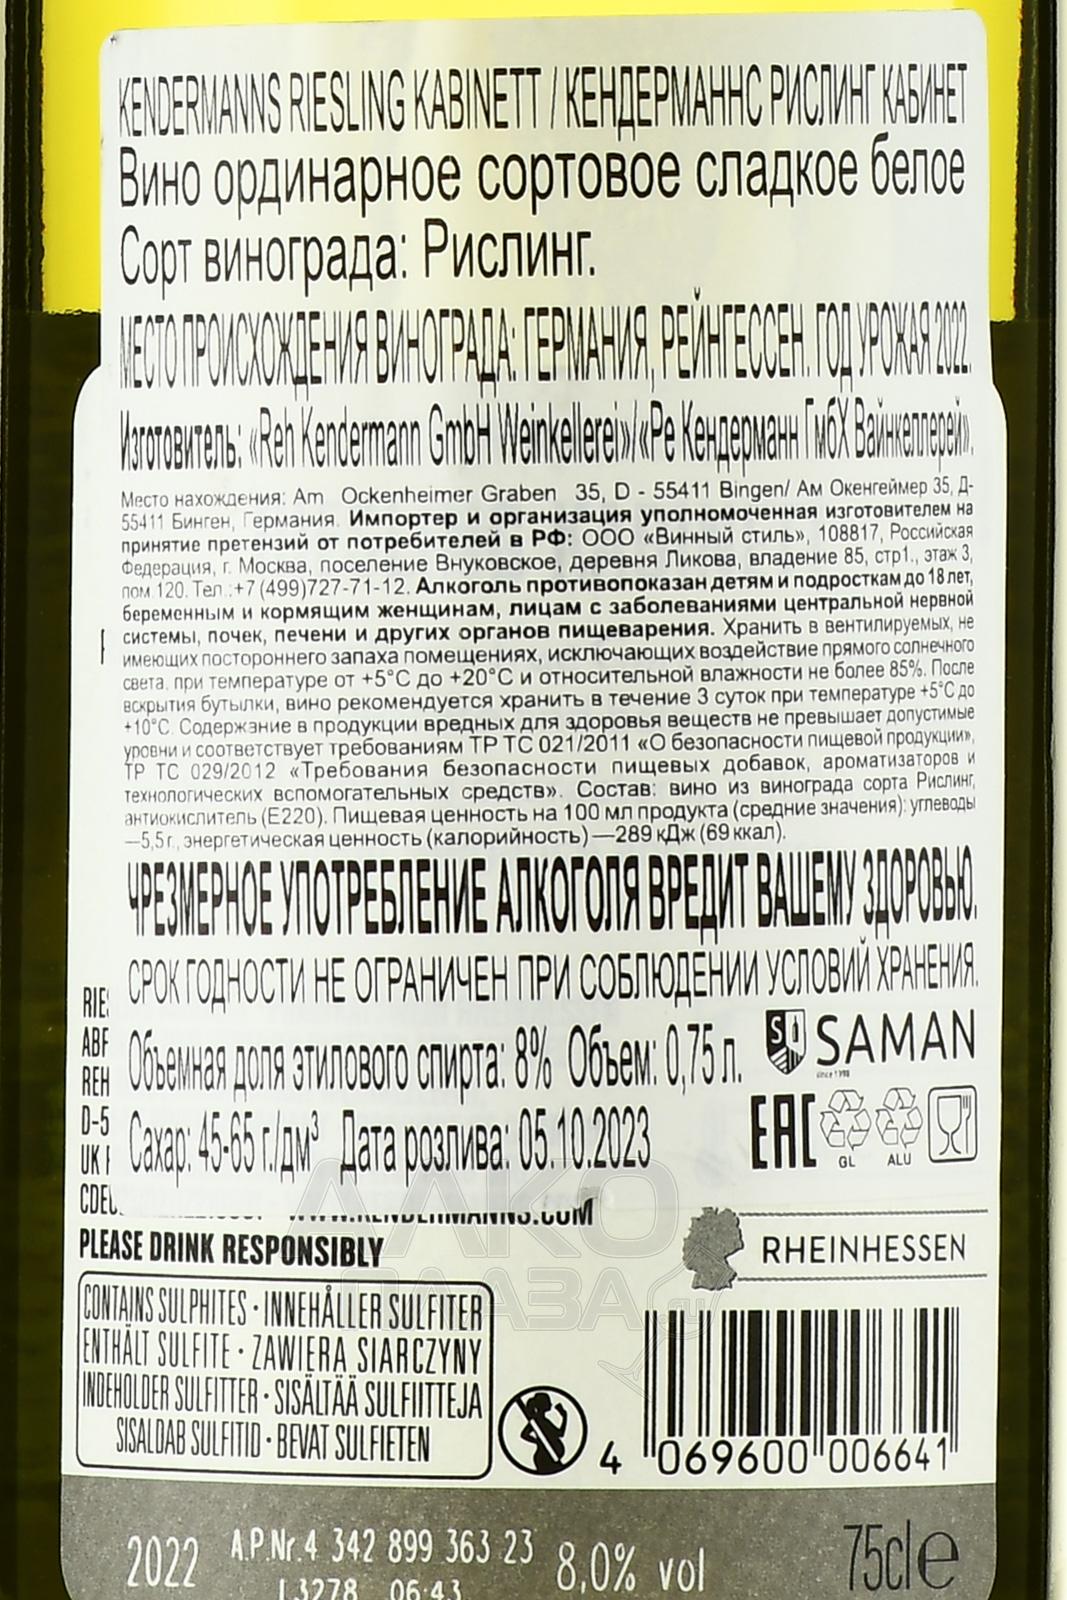 KENDERMANNS RIESLING KABINETT / КЕНДЕРМАННС РИСЛИНГ КАБИНЕТ
Вино ординарное сортовое сладкое белое
Сорт винограда: Рислинг.
МЕСТО ПРОИСХОЖДЕНИЯ ВИНОГРАДА: ГЕРМАНИЯ, РЕЙНГЕССЕН. ГОД УРОЖАЯ 2022.
Изготовитель: «Reh Kendermann GmbH Weinkellerei»/«Ре Кендерманн ГмбХ Вайнкеллерей».
Место нахождения: Am Ockenheimer Graben 35, D - 55411 Bingen/ Ам Окенгеймер 35, Д-
55411 Бинген, Германия. Импортер и организация уполномоченная изготовителем на
принятие претензий от потребителей в РФ: ООО «Винный стиль», 108817, Российская
Федерация, г. Москва, поселение Внуковское, деревня Ликова, владение 85, стр1., этаж 3,
пом.120. Тел.:+7 (499)727-71-12. Алкоголь противопоказан детям и подросткам до 18 лет,
беременным и кормящим женщинам, лицам с заболеваниями центральной нервной
системы, почек, печени и других органов пищеварения. Хранить в вентилируемых, не
имеющих постороннего запаха помещениях, исключающих воздействие прямого солнечного
света, при температуре от +5°C до +20°C и относительной влажности не более 85%. После
вскрытия бутылки, вино рекомендуется хранить в течение 3 суток при температуре +5°C до
+10°C. Содержание в продукции вредных для здоровья веществ не превышает допустимые
уровни и соответствует требованиям ТР ТС 021/2011 «О безопасности пищевой продукции»,
ТР ТС 029/2012 «Требования безопасности пищевых добавок, ароматизаторов и
технологических вспомогательных средств». Состав: вино из винограда сорта Рислинг,
антиокислитель (Е220). Пищевая ценность на 100 мл продукта (средние значения): углеводы
—5,5 г., энергетическая ценность (калорийность) —289 кДж (69 ккал).
ЧРЕЗМЕРНОЕ УПОТРЕБЛЕНИЕ АЛКОГОЛЯ ВРЕДИТ ВАШЕМУ ЗДОРОВЬЮ.
СРОК ГОДНОСТИ НЕ ОГРАНИЧЕН ПРИ СОБЛЮДЕНИИ УСЛОВИЙ ХРАНЕНИЯ.
Объемная доля этилового спирта: 8% Объем: 0,75 л.
SAMAN
since 1998
Сахар: 45-65 г./дм³ Дата розлива: 05.10.2023
EAC
GL ALU
RIE
ABF
REH
D-5
UK
WWW.KENDERMANNS.COM
PLEASE DRINK RESPONSIBLY
RHEINHESSEN
ЛАКО
ПЛАЗА.ru
CONTAINS SULPHITES · INNEHÅLLER SULFITER
ENTHÄLT SULFITE · ZAWIERA SIARCZYNY
INDEHOLDER SULFITTER · SISÄLTÄÄ SULFIITTEJA
SISALDAB SULFITID · BEVAT SULFIETEN
4 069600 006641
2022 A.P.Nr.4 342 899 363 23 8,0% vol 75cl e
L3278 06:43